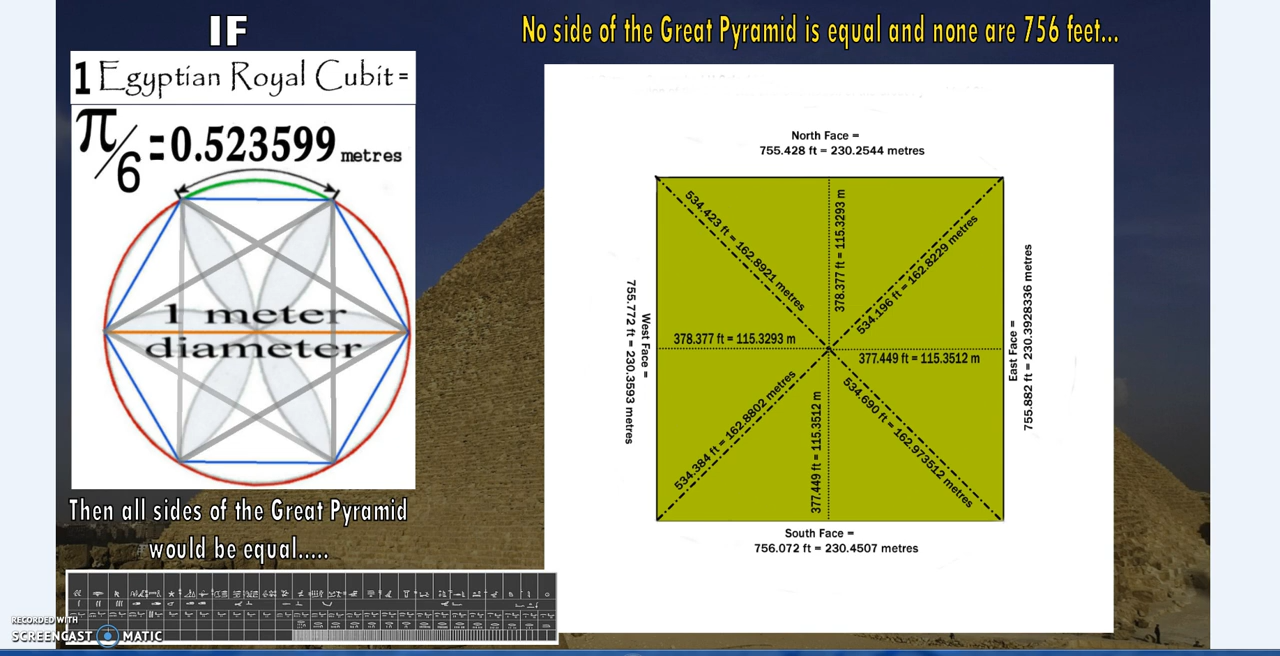 IF
1 Egyptian Royal Cubit =
π/6 = 0.523599 metres
1 meter
diameter
Then all sides of the Great Pyramid
would be equal.....
RECORDED WITH
SCREENCAST MATIC
No side of the Great Pyramid is equal and none are 756 feet...
North Face =
755.428 ft = 230.2544 metres
534.423 ft = 162.8921 metres
378.377 ft = 115.3293 m
534.196 ft = 162.8229 metres
West Face =
755.772 ft = 230.3593 metres
378.377 ft = 115.3293 m
377.449 ft = 115.3512 m
East Face =
755.882 ft = 230.3928336 metres
534.384 ft = 162.8802 metres
377.449 ft = 115.3512 m
534.690 ft = 162.973512 metres
South Face =
756.072 ft = 230.4507 metres